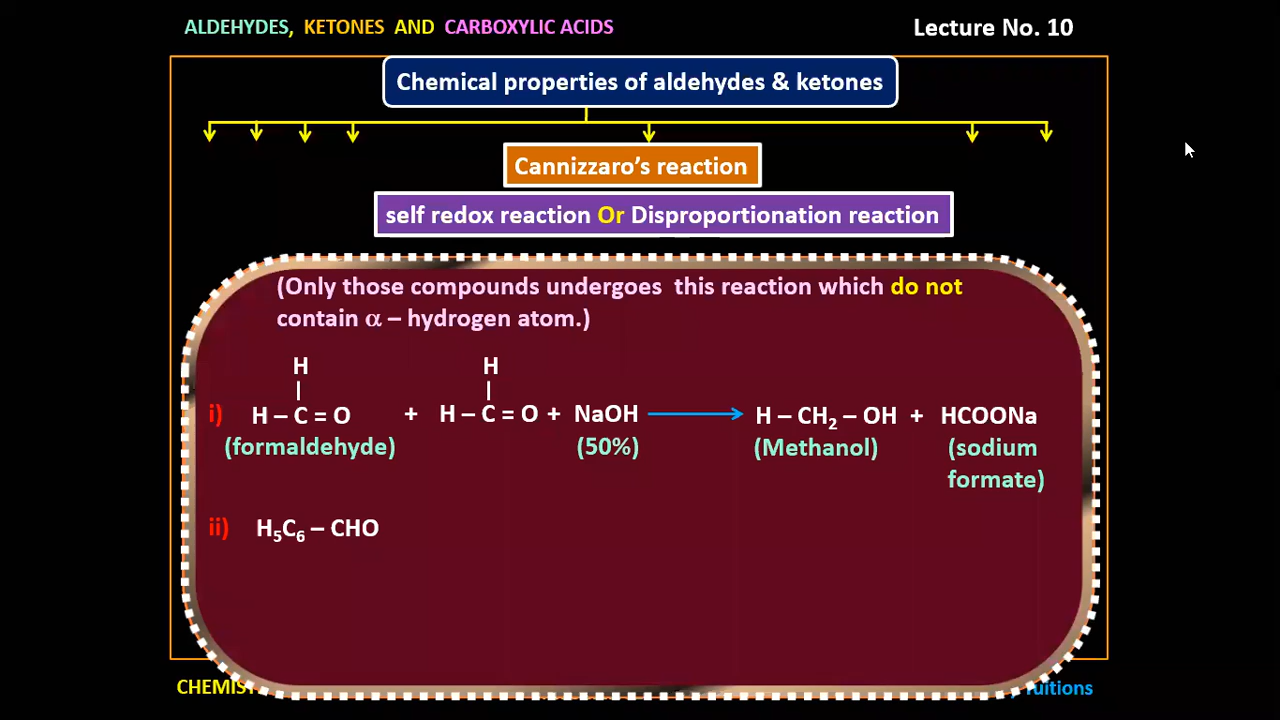 ALDEHYDES, KETONES AND CARBOXYLIC ACIDS
Lecture No. 10
Chemical properties of aldehydes & ketones
Cannizzaro’s reaction
self redox reaction Or Disproportionation reaction
(Only those compounds undergoes this reaction which do not
contain α – hydrogen atom.)
H H
| |
i) H – C = O + H – C = O + NaOH ⟶ H – CH₂ – OH + HCOONa
(formaldehyde) (50%) (Methanol) (sodium
formate)
ii) H₅C₆ – CHO